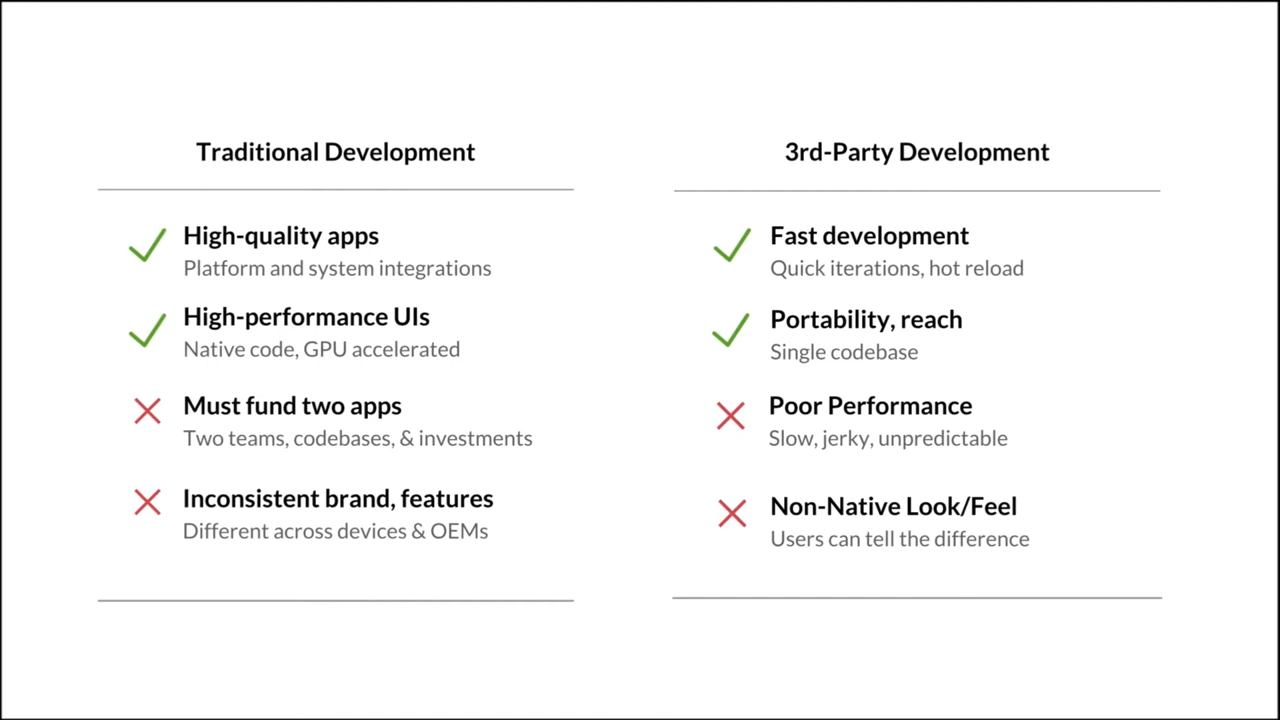 Traditional Development
High-quality apps
Platform and system integrations
High-performance UIs
Native code, GPU accelerated
Must fund two apps
Two teams, codebases, & investments
Inconsistent brand, features
Different across devices & OEMs
3rd-Party Development
Fast development
Quick iterations, hot reload
Portability, reach
Single codebase
Poor Performance
Slow, jerky, unpredictable
Non-Native Look/Feel
Users can tell the difference